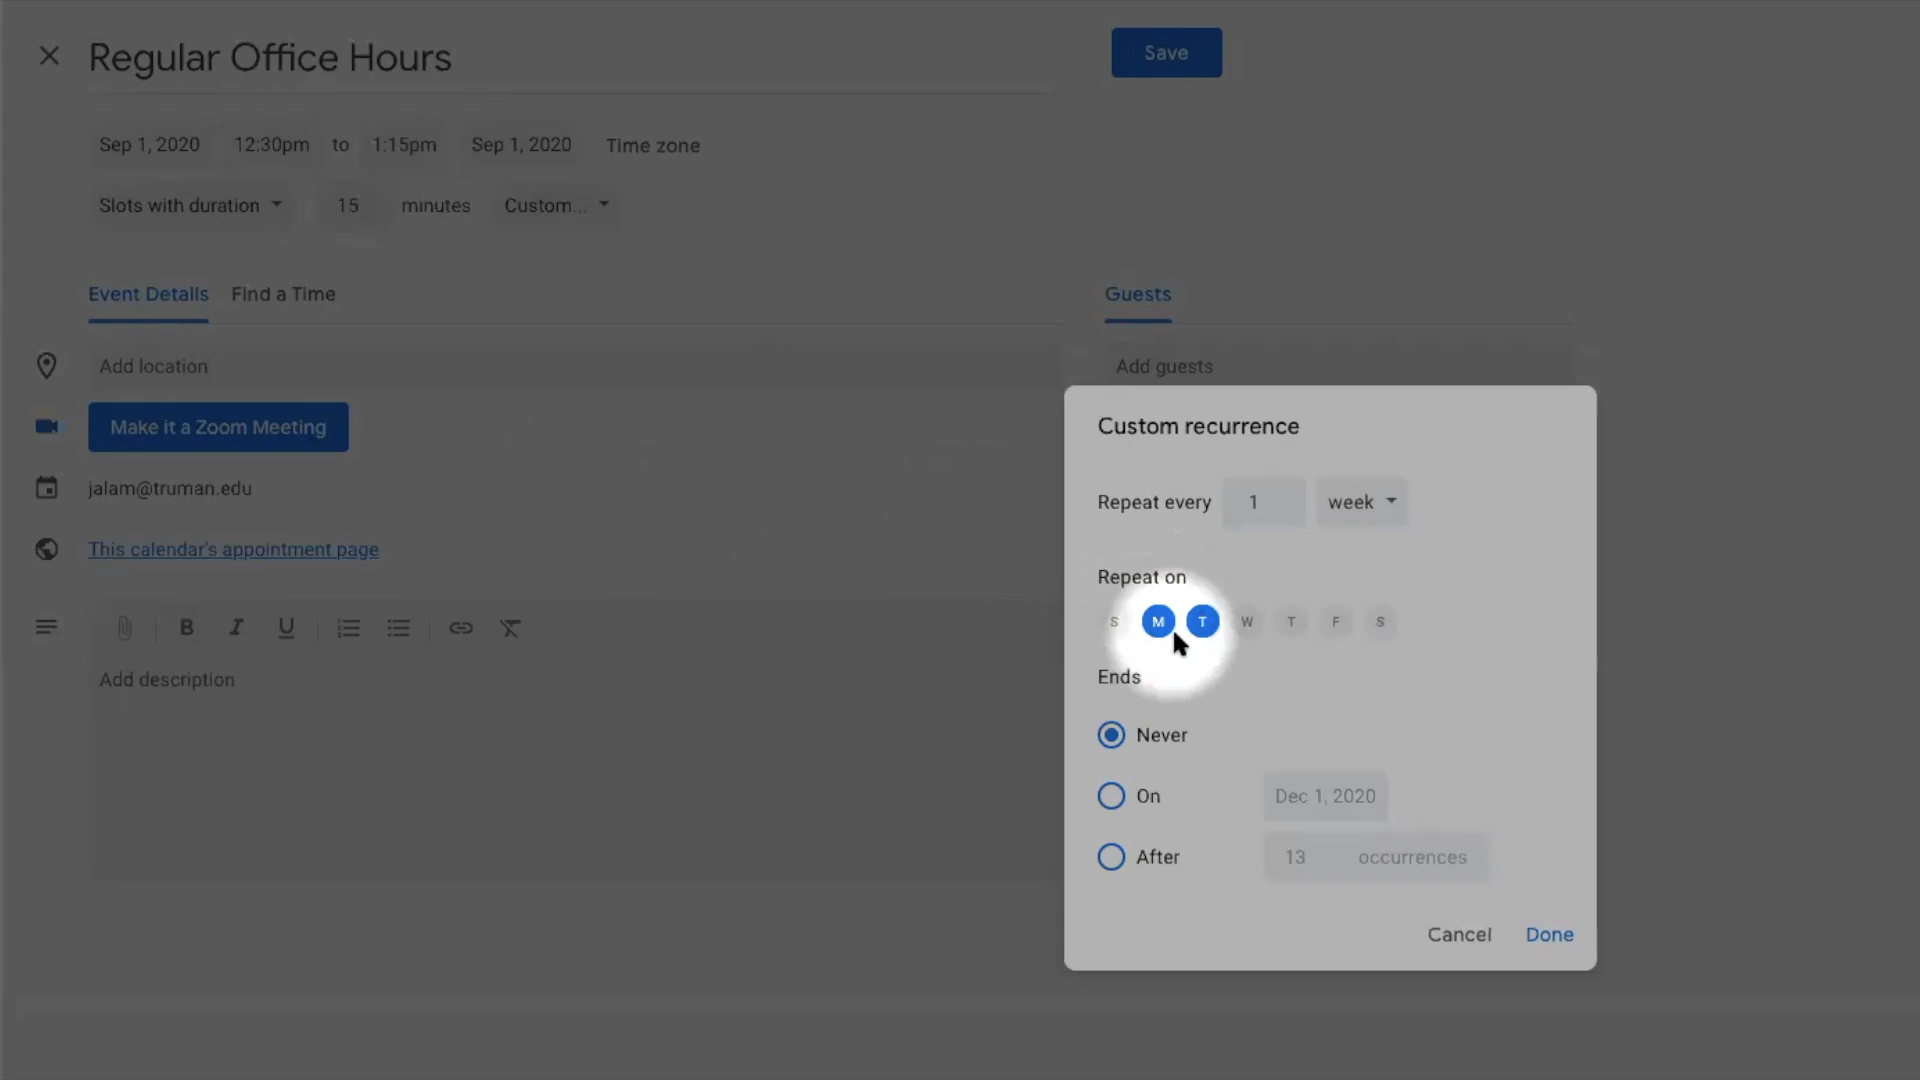 Regular Office Hours
Save
Sep 1, 2020 12:30pm to 1:15pm Sep 1, 2020 Time zone
Slots with duration 15 minutes Custom...
Event Details Find a Time
Guests
Add location
Add guests
Make it a Zoom Meeting
jalam@truman.edu
This calendar's appointment page
B I U
Add description
Custom recurrence
Repeat every 1 week
Repeat on
S M T W T F S
Ends
Never
On Dec 1, 2020
After 13 occurrences
Cancel Done